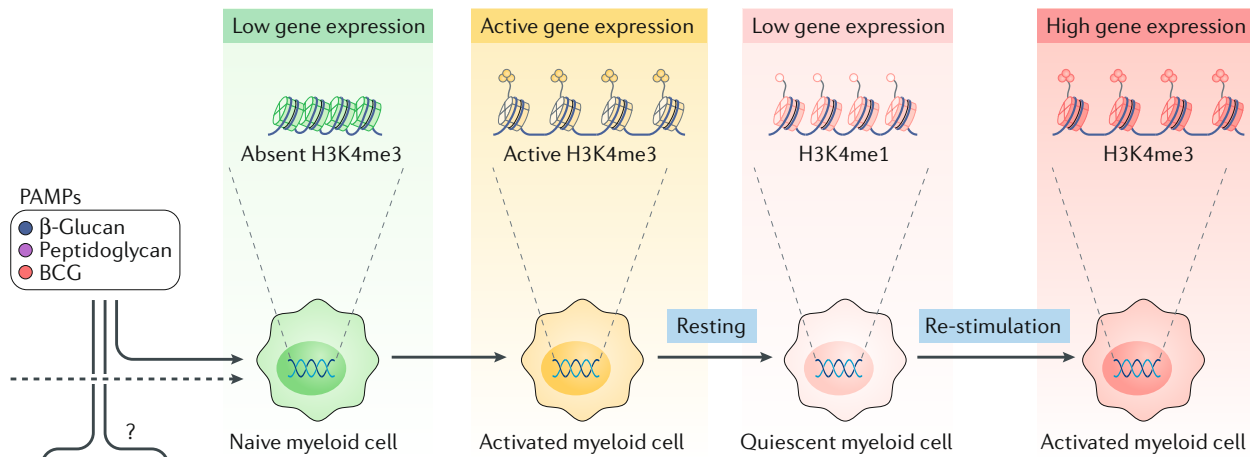 Low gene expression
Active gene expression
Low gene expression
High gene expression
Absent H3K4me3
Active H3K4me3
H3K4me1
H3K4me3
PAMPs
β-Glucan
Peptidoglycan
BCG
Resting
Re-stimulation
?
Naive myeloid cell
Activated myeloid cell
Quiescent myeloid cell
Activated myeloid cell